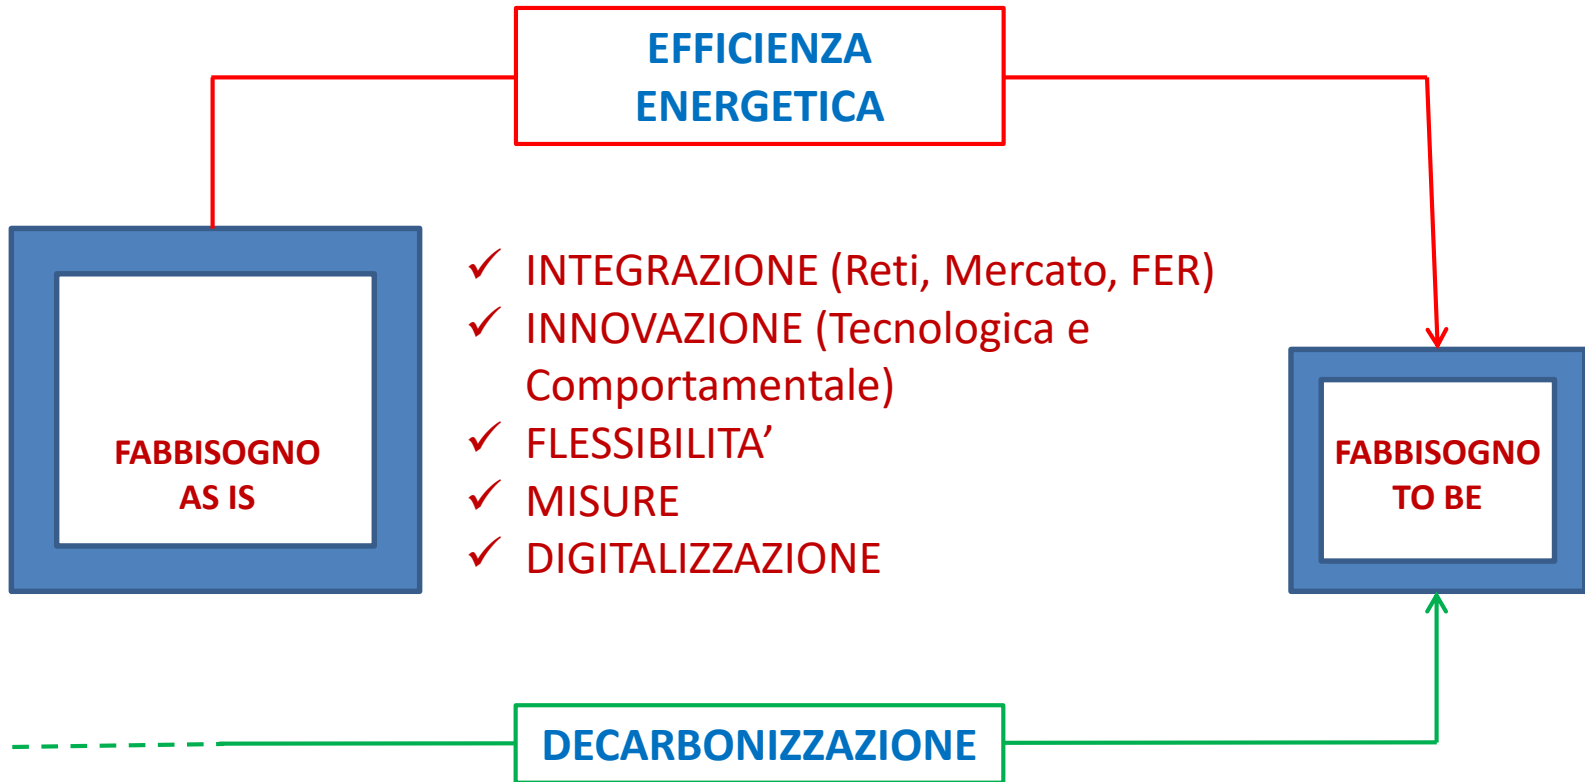 EFFICIENZA
ENERGETICA
✓ INTEGRAZIONE (Reti, Mercato, FER)
✓ INNOVAZIONE (Tecnologica e
Comportamentale)
✓ FLESSIBILITA’
✓ MISURE
✓ DIGITALIZZAZIONE
FABBISOGNO
AS IS
FABBISOGNO
TO BE
DECARBONIZZAZIONE